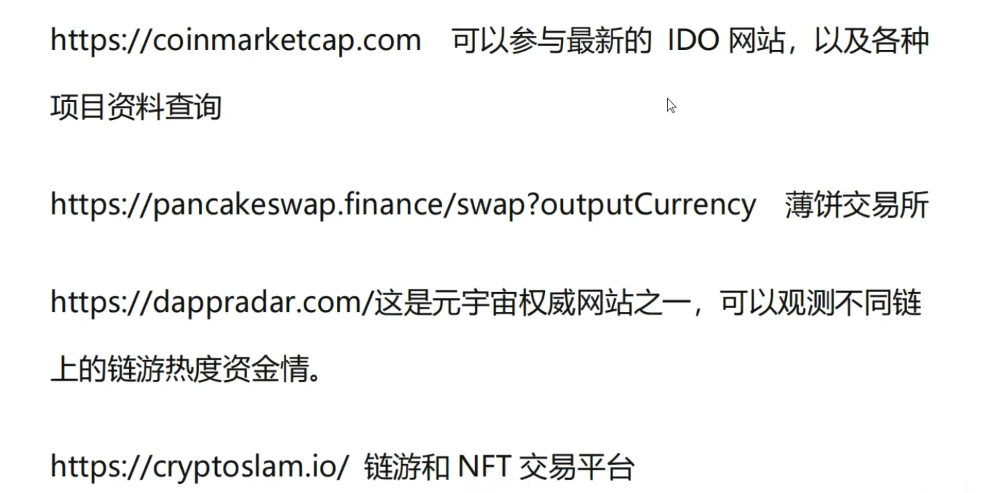 https://coinmarketcap.com 可以参与最新的 IDO 网站，以及各种
项目资料查询
https://pancakeswap.finance/swap?outputCurrency 薄饼交易所
https://dappradar.com/这是元宇宙权威网站之一，可以观测不同链
上的链游热度资金情。
https://cryptoslam.io/ 链游和 NFT 交易平台